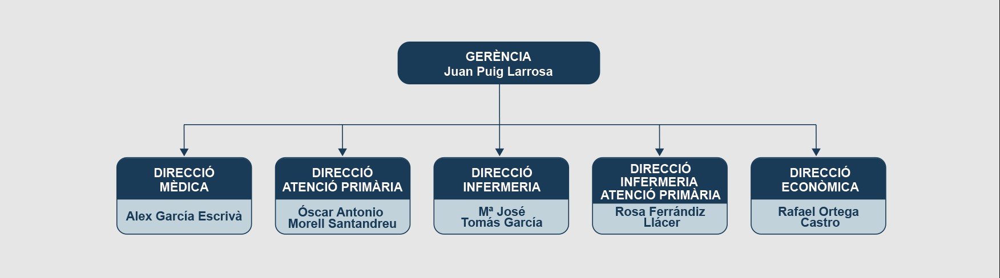 GERÈNCIA
Juan Puig Larrosa
DIRECCIÓ
MÈDICA
Alex García Escrivà
DIRECCIÓ
ATENCIÓ PRIMÀRIA
Óscar Antonio
Morell Santandreu
DIRECCIÓ
INFERMERIA
Mª José
Tomás García
DIRECCIÓ
INFERMERIA
ATENCIÓ PRIMÀRIA
Rosa Ferrándiz
Llácer
DIRECCIÓ
ECONÒMICA
Rafael Ortega
Castro